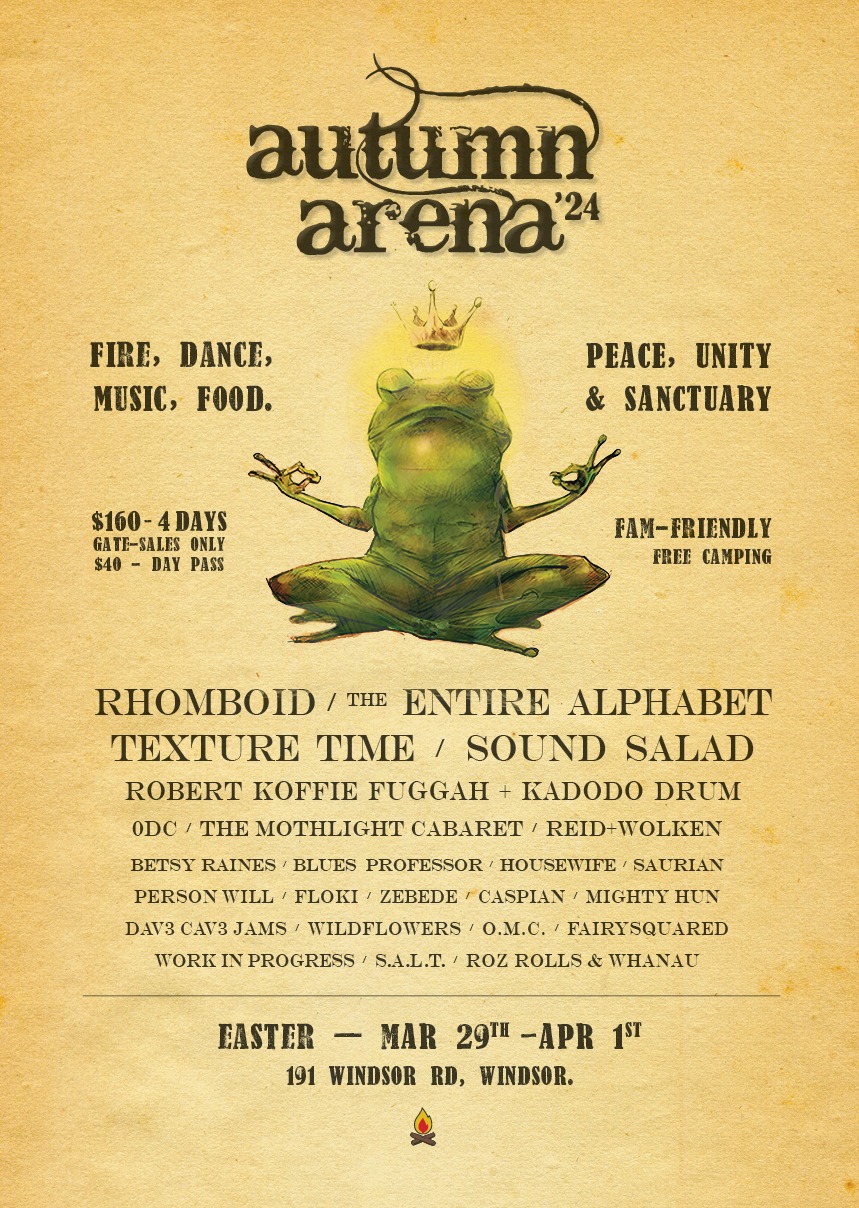 autumn
arena '24
FIRE, DANCE,
MUSIC, FOOD.
PEACE, UNITY
& SANCTUARY
$160 - 4 DAYS
GATE-SALES ONLY
$40 - DAY PASS
FAM-FRIENDLY
FREE CAMPING
RHOMBOID / THE ENTIRE ALPHABET
TEXTURE TIME / SOUND SALAD
ROBERT KOFFIE FUGGAH + KADODO DRUM
0DC / THE MOTHLIGHT CABARET / REID+WOLKEN
BETSY RAINES / BLUES PROFESSOR / HOUSEWIFE / SAURIAN
PERSON WILL / FLOKI / ZEBEDE / CASPIAN / MIGHTY HUN
DAV3 CAV3 JAMS / WILDFLOWERS / O.M.C. / FAIRYSQUARED
WORK IN PROGRESS / S.A.L.T. / ROZ ROLLS & WHANAU
EASTER — MAR 29TH - APR 1ST
191 WINDSOR RD, WINDSOR.